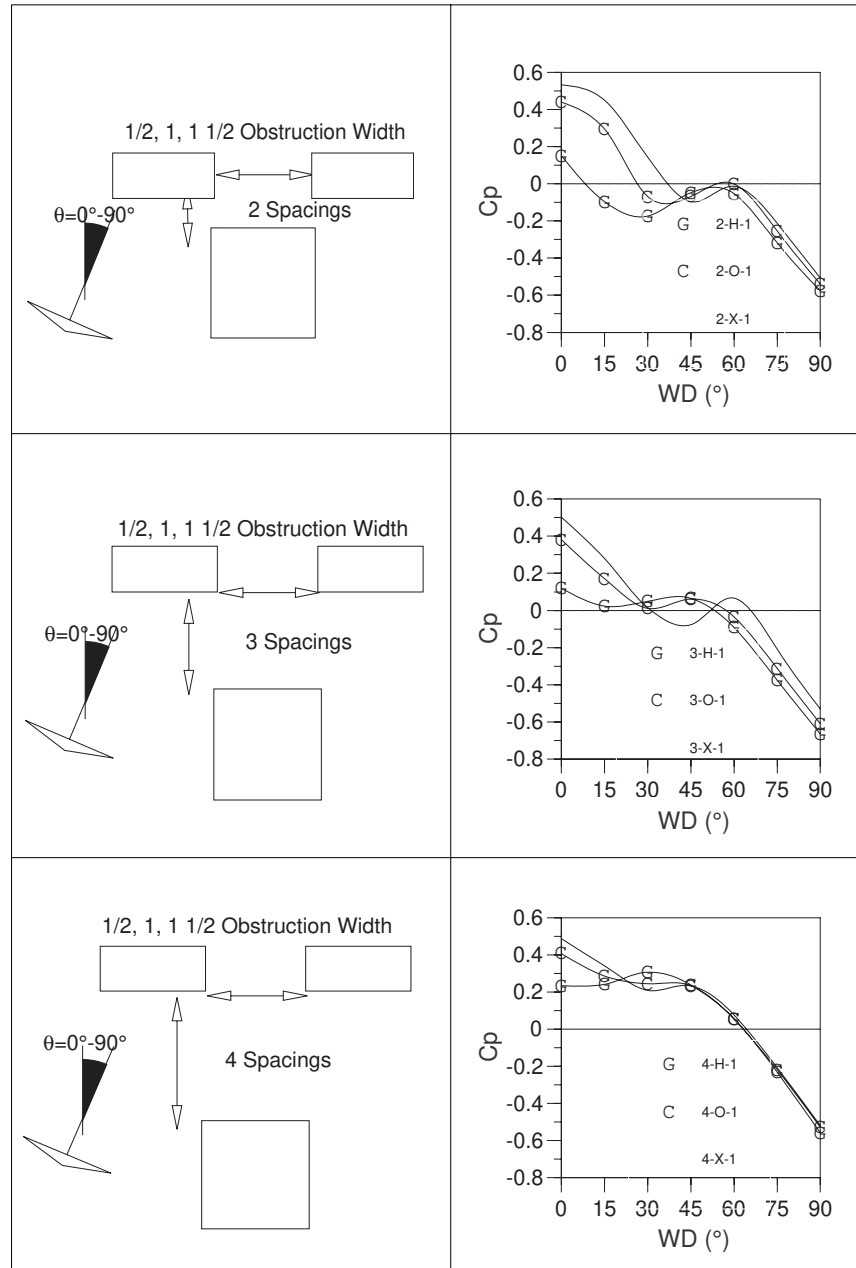 1/2, 1, 1 1/2 Obstruction Width
θ=0°-90°
2 Spacings
0.6
0.4
0.2
0
-0.2
-0.4
-0.6
-0.8
Cp
G 2-H-1
C 2-O-1
2-X-1
0 15 30 45 60 75 90
WD (°)
1/2, 1, 1 1/2 Obstruction Width
θ=0°-90°
3 Spacings
0.6
0.4
0.2
0
-0.2
-0.4
-0.6
-0.8
Cp
G 3-H-1
C 3-O-1
3-X-1
0 15 30 45 60 75 90
WD (°)
1/2, 1, 1 1/2 Obstruction Width
θ=0°-90°
4 Spacings
0.6
0.4
0.2
0
-0.2
-0.4
-0.6
-0.8
Cp
G 4-H-1
C 4-O-1
4-X-1
0 15 30 45 60 75 90
WD (°)